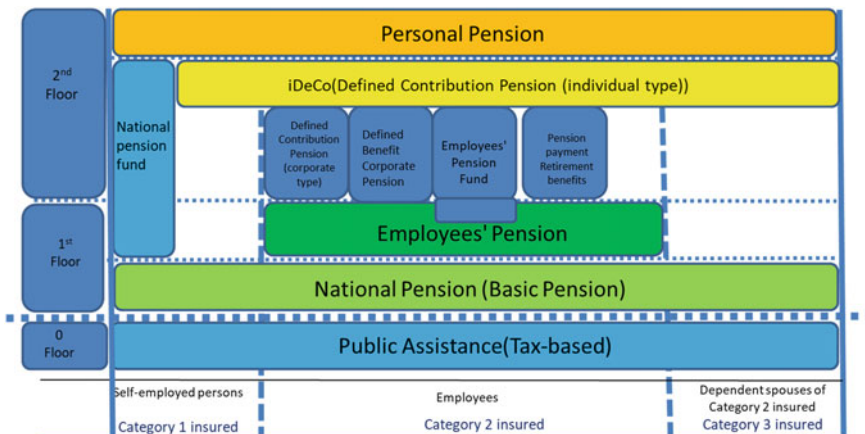 Personal Pension
2nd
Floor
iDeCo(Defined Contribution Pension (individual type))
National
pension
fund
Defined
Contribution
Pension
(corporate
type)
Defined
Benefit
Corporate
Pension
Employees'
Pension
Fund
Pension
payment
Retirement
benefits
1st
Floor
Employees' Pension
National Pension (Basic Pension)
0
Floor
Public Assistance(Tax-based)
Self-employed persons
Employees
Dependent spouses of
Category 2 insured
Category 1 insured
Category 2 insured
Category 3 insured